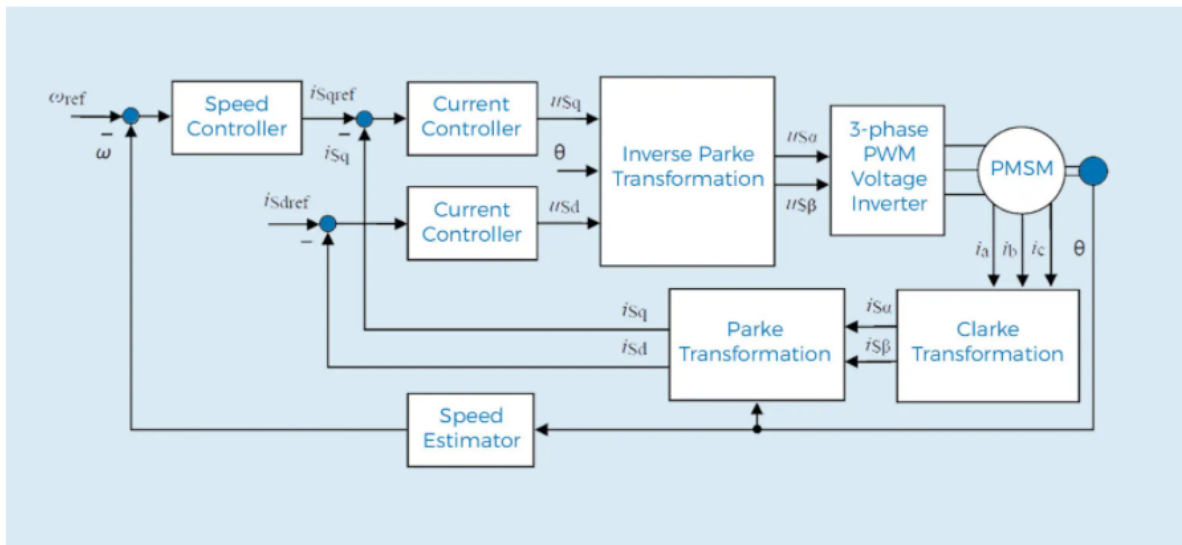 ωref
−
ω
Speed
Controller
iSqref
−
iSq
Current
Controller
uSq
θ
iSdref
−
Current
Controller
uSd
Inverse Parke
Transformation
uSα
uSβ
3-phase
PWM
Voltage
Inverter
PMSM
ia ib ic θ
iSq
iSd
Parke
Transformation
iSα
iSβ
Clarke
Transformation
Speed
Estimator